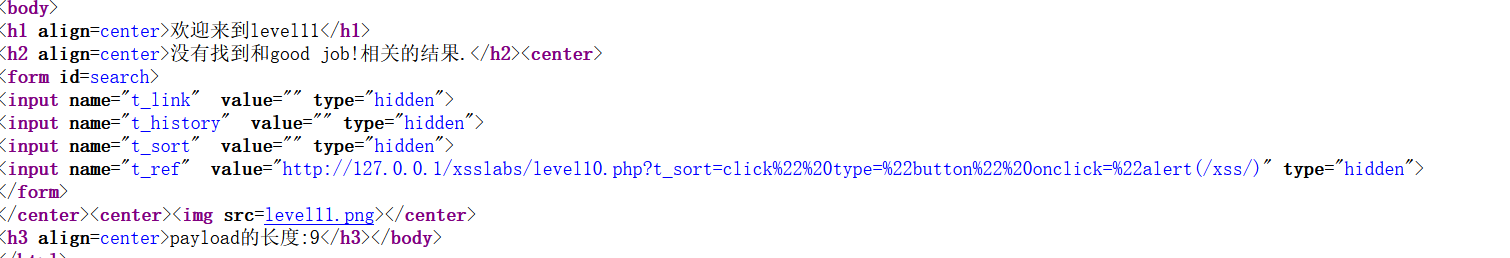 <body>
<h1 align=center>欢迎来到level11</h1>
<h2 align=center>没有找到和good job!相关的结果.</h2><center>
<form id=search>
<input name="t_link"  value="" type="hidden">
<input name="t_history"  value="" type="hidden">
<input name="t_sort"  value="" type="hidden">
<input name="t_ref"  value="http://127.0.0.1/xsslabs/level10.php?t_sort=click%22%20type=%22button%22%20onclick=%22alert(/xss/)" type="hidden">
</form>
</center><center><img src=level11.png></center>
<h3 align=center>payload的长度:9</h3></body>
</html>